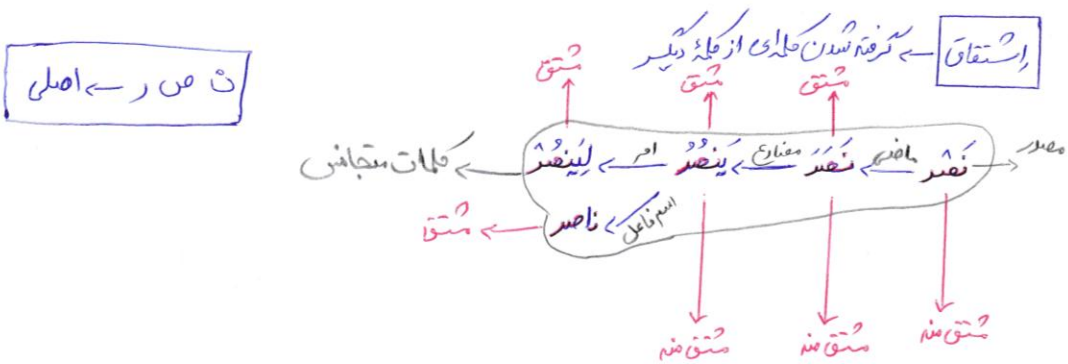 اِشتقاق ← گرفته شدن کلمه‌ای از کلمهٔ دیگر
ن ص ر ← اصلی
مشتق مشتق مشتق
مصدر ← نَصْر ماضی ← نَصَرَ مضارع ← یَنصُرُ امر ← لِیَنصُرْ ← کلمات متجانس
اسم فاعل ← ناصر ← مشتق
مشتق منه مشتق منه مشتق منه